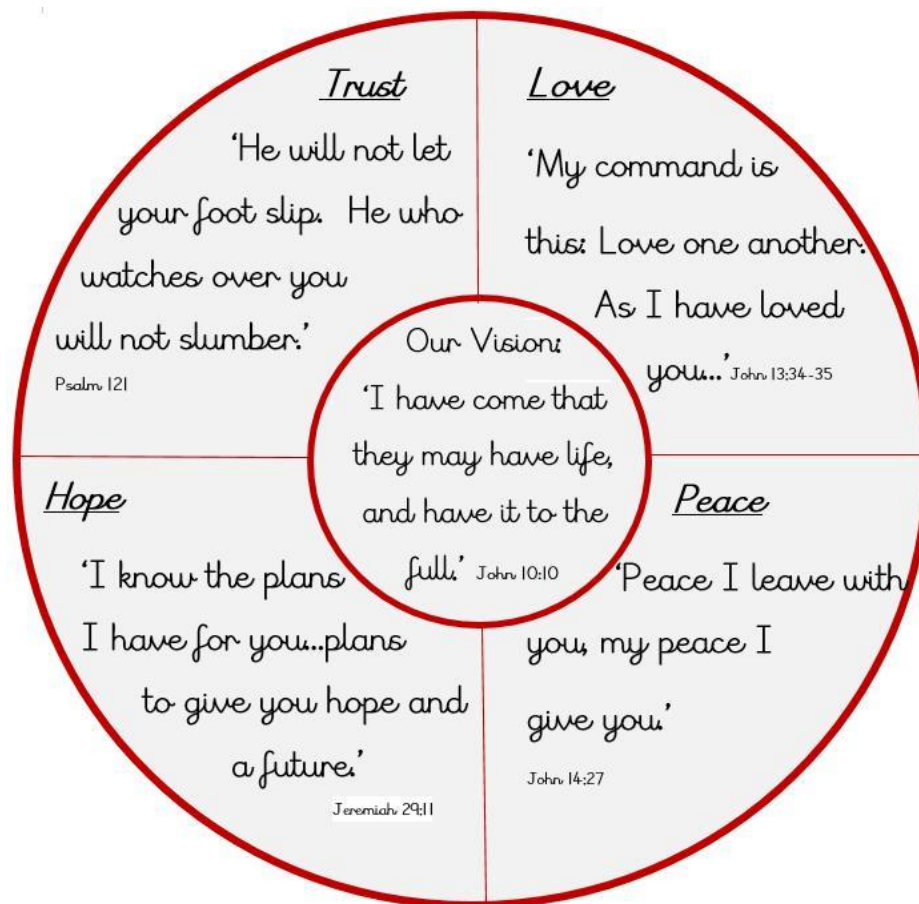 Trust
‘He will not let
your foot slip.  He who
watches over you
will not slumber.’
Psalm 121
Love
‘My command is
this: Love one another.
As I have loved
you...’ John 13:34-35
Our Vision:
‘I have come that
they may have life,
and have it to the
full.’ John 10:10
Hope
‘I know the plans
I have for you...plans
to give you hope and
a future.’
Jeremiah 29:11
Peace
‘Peace I leave with
you, my peace I
give you.’
John 14:27